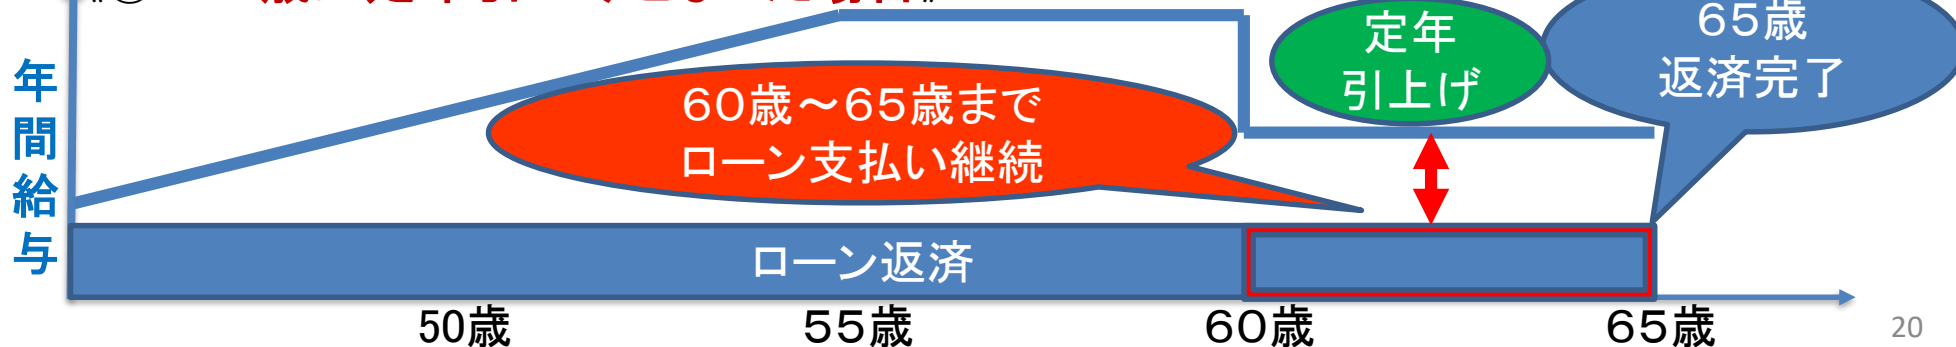 年間給与
60歳～65歳まで
ローン支払い継続
定年
引上げ
65歳
返済完了
ローン返済
50歳
55歳
60歳
65歳
20